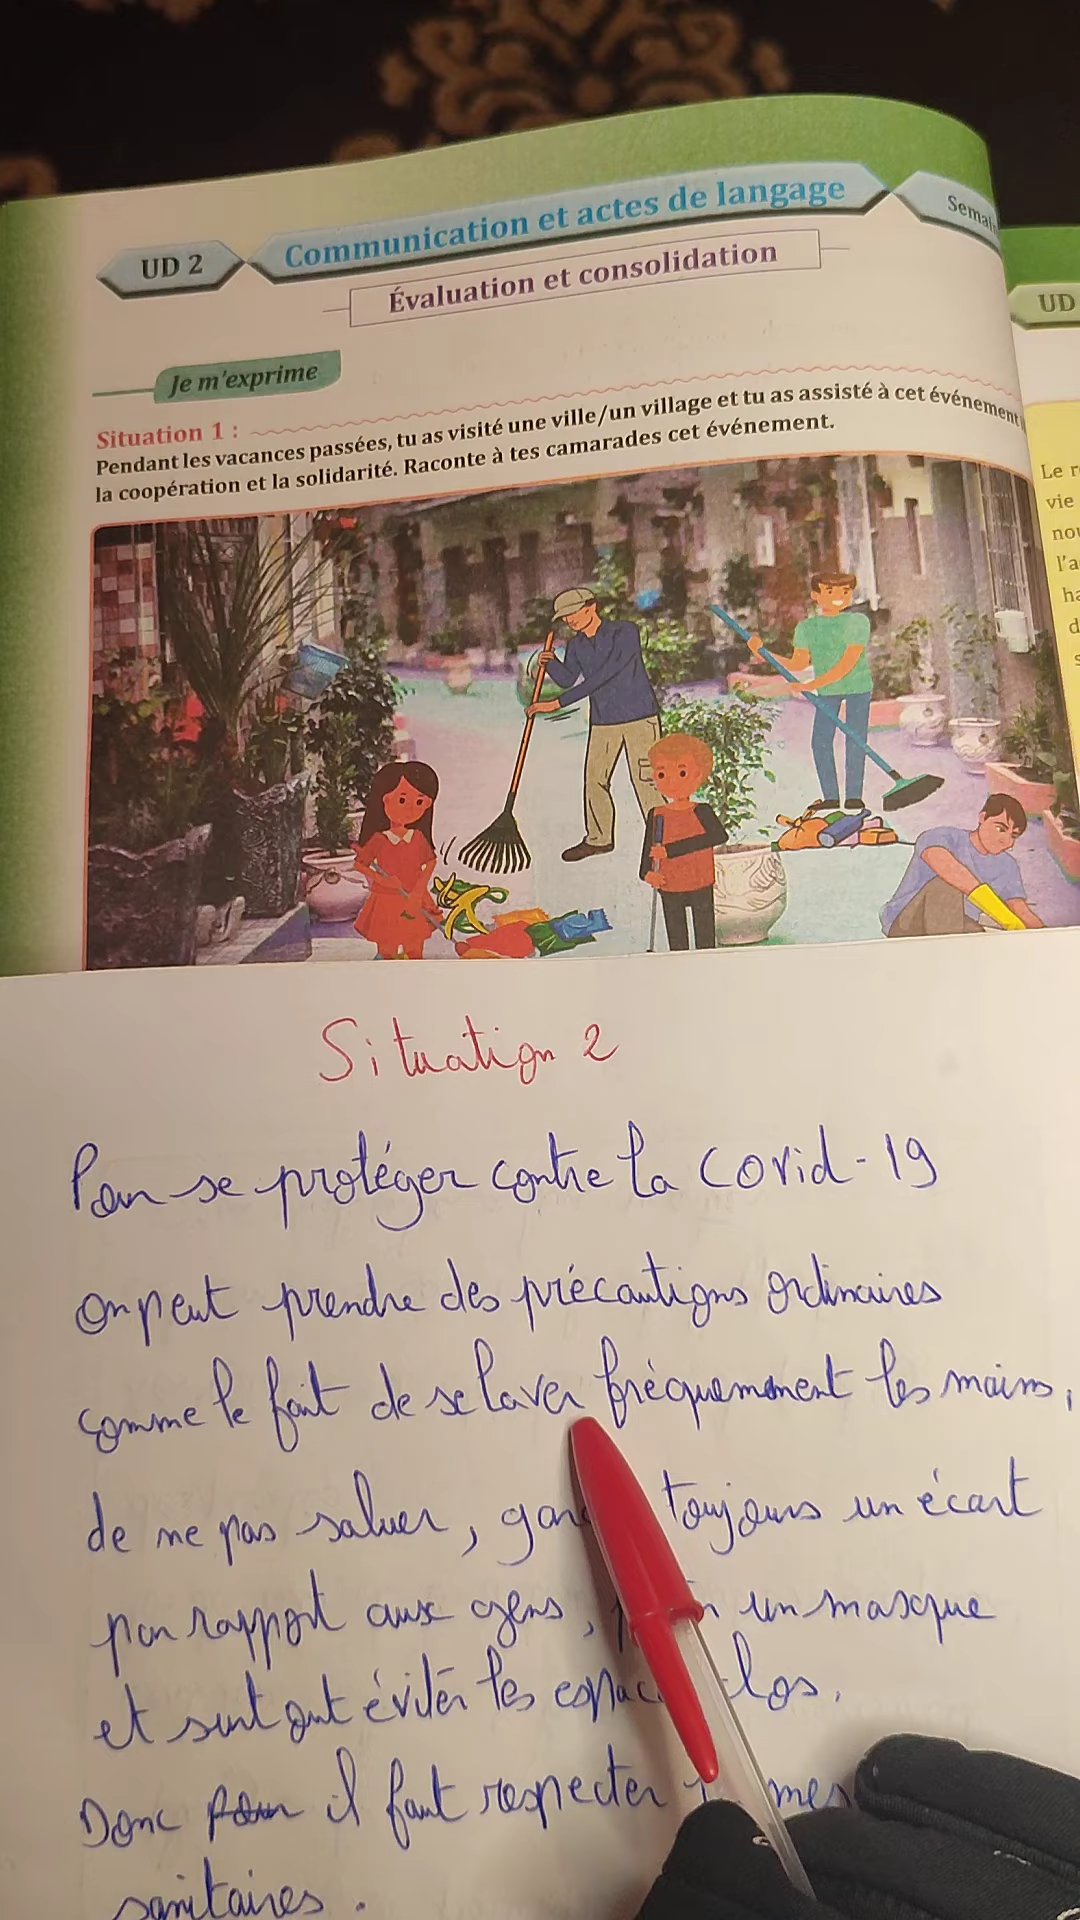 UD 2
Communication et actes de langage
Évaluation et consolidation
Je m'exprime
Situation 1 :
Pendant les vacances passées, tu as visité une ville/un village et tu as assisté à cet événement
la coopération et la solidarité. Raconte à tes camarades cet événement.
UD
Le
vie
Situation 2
Pour se protéger contre la covid-19
on peut prendre des précautions ordinaires
comme le fait de se laver fréquemment les mains,
de ne pas saluer, toujours un écart
par rapport aux gens, un masque
et surtout éviter les
Donc il faut respecter
sanitaires.